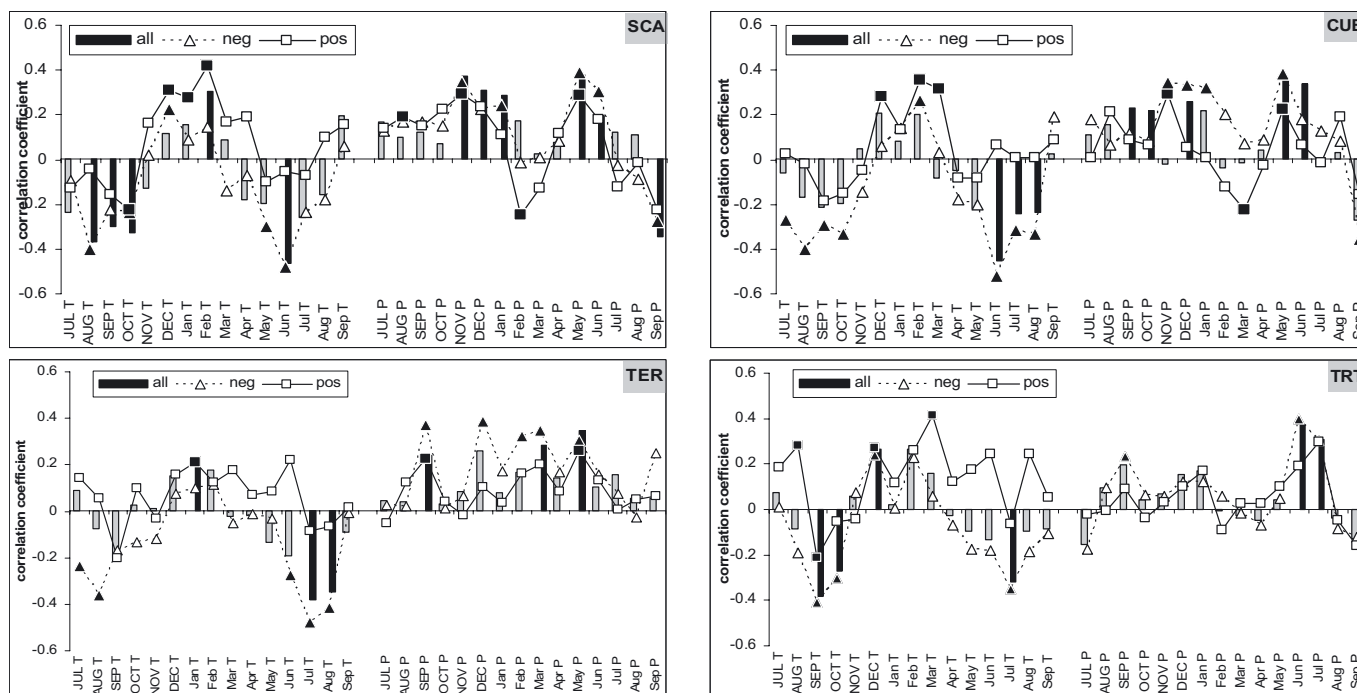 SCA
all neg pos
correlation coefficient
0.6
0.4
0.2
0
-0.2
-0.4
-0.6
JUL T AUG T SEP T OCT T NOV T DEC T Jan T Feb T Mar T Apr T May T Jun T Jul T Aug T Sep T JUL P AUG P SEP P OCT P NOV P DEC P Jan P Feb P Mar P Apr P May P Jun P Jul P Aug P Sep P
CUE
all neg pos
correlation coefficient
0.6
0.4
0.2
0
-0.2
-0.4
-0.6
JUL T AUG T SEP T OCT T NOV T DEC T Jan T Feb T Mar T Apr T May T Jun T Jul T Aug T Sep T JUL P AUG P SEP P OCT P NOV P DEC P Jan P Feb P Mar P Apr P May P Jun P Jul P Aug P Sep P
TER
all neg pos
correlation coefficient
0.6
0.4
0.2
0
-0.2
-0.4
-0.6
JUL T AUG T SEP T OCT T NOV T DEC T Jan T Feb T Mar T Apr T May T Jun T Jul T Aug T Sep T JUL P AUG P SEP P OCT P NOV P DEC P Jan P Feb P Mar P Apr P May P Jun P Jul P Aug P Sep P
TRT
all neg pos
correlation coefficient
0.6
0.4
0.2
0
-0.2
-0.4
-0.6
JUL T AUG T SEP T OCT T NOV T DEC T Jan T Feb T Mar T Apr T May T Jun T Jul T Aug T Sep T JUL P AUG P SEP P OCT P NOV P DEC P Jan P Feb P Mar P Apr P May P Jun P Jul P Aug P Sep P